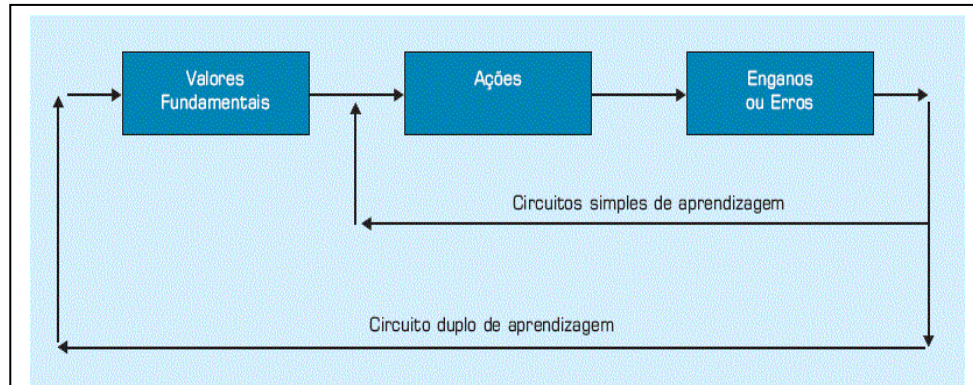 Valores
Fundamentais
Ações
Enganos
ou Erros
Circuitos simples de aprendizagem
Circuito duplo de aprendizagem